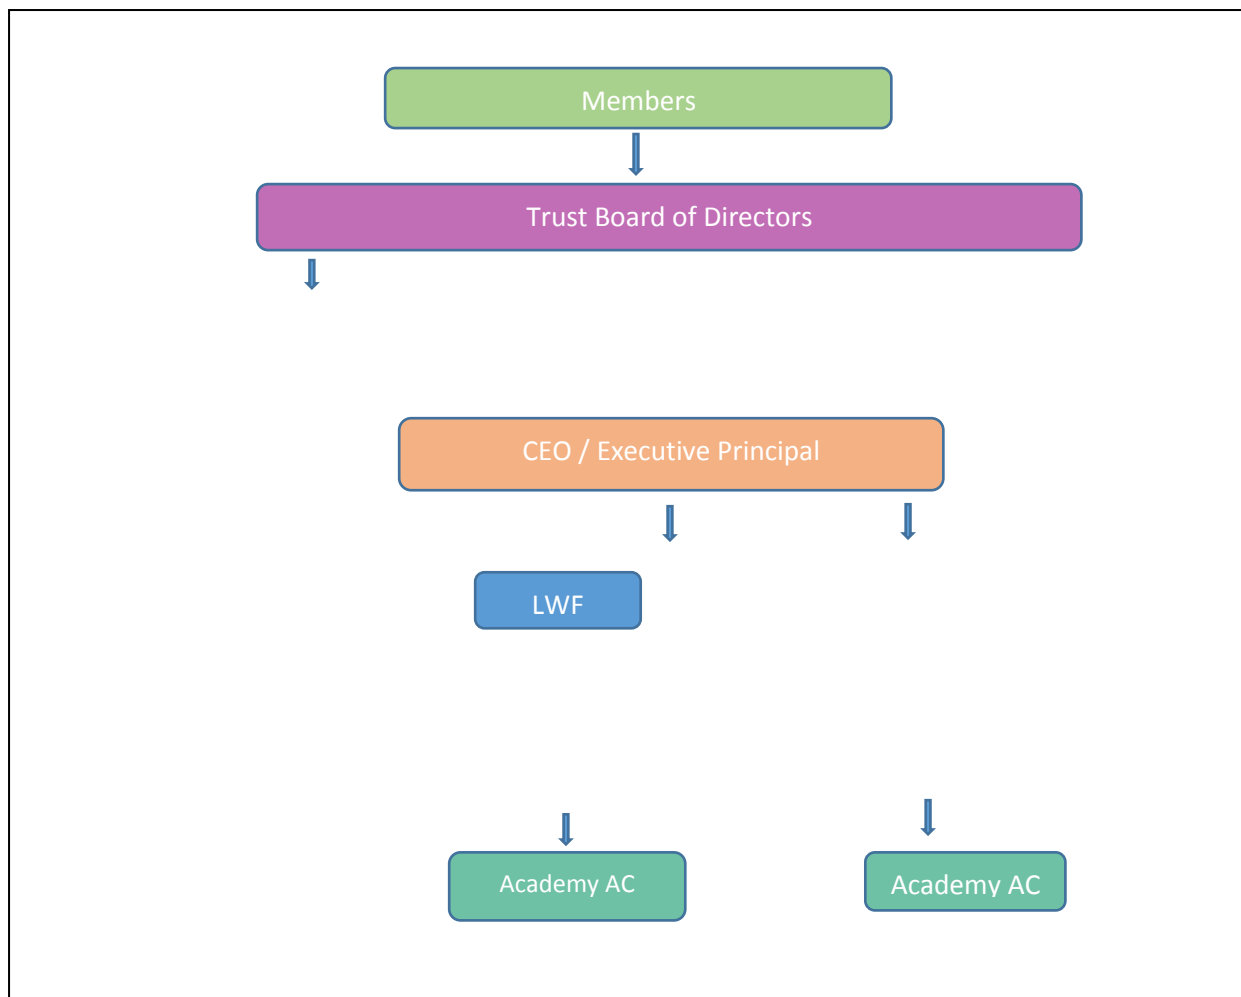 Members
Trust Board of Directors
CEO / Executive Principal
LWF
Academy AC
Academy AC